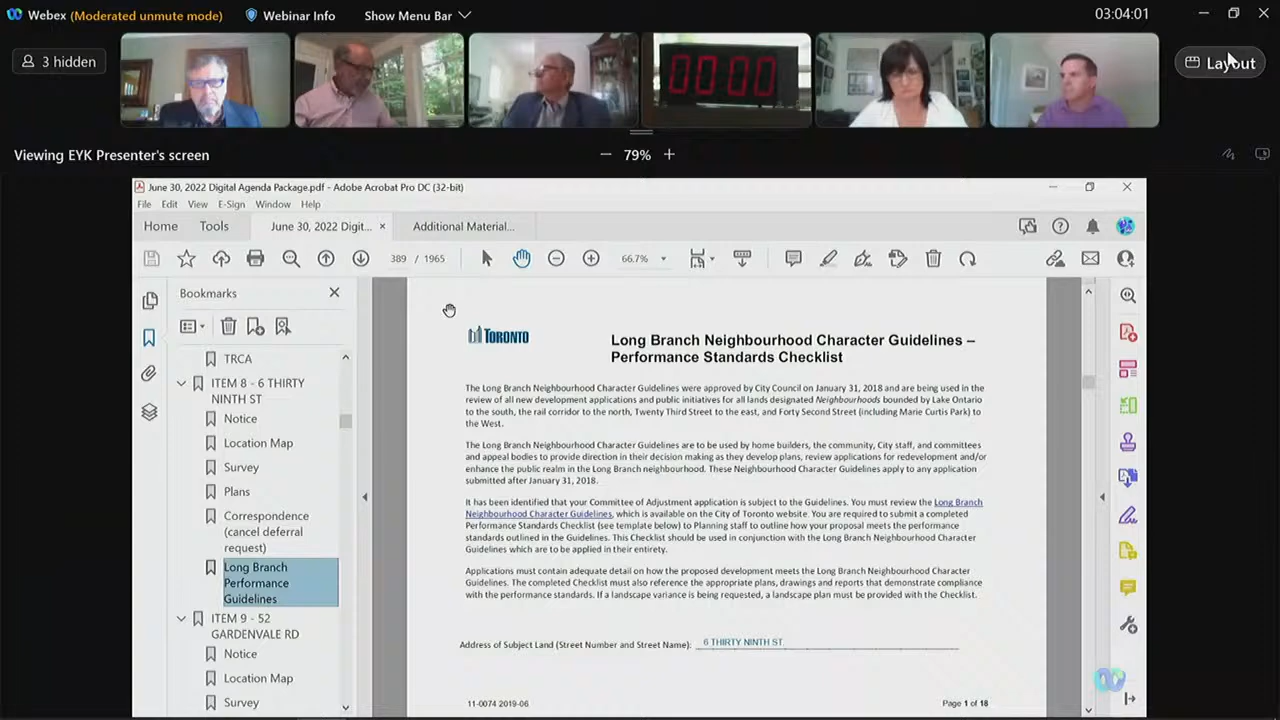 Webex (Moderated unmute mode) Webinar Info Show Menu Bar 03:04:01
3 hidden
00:00
Layout
Viewing EYK Presenter's screen
79%
June 30, 2022 Digital Agenda Package.pdf - Adobe Acrobat Pro DC (32-bit)
File Edit View E-Sign Window Help
Home Tools June 30, 2022 Digit... Additional Material...
389 / 1965 66.7%
Bookmarks
TRCA
ITEM 8 - 6 THIRTY
NINTH ST
Notice
Location Map
Survey
Plans
Correspondence
(cancel deferral
request)
Long Branch
Performance
Guidelines
ITEM 9 - 52
GARDENVALE RD
Notice
Location Map
Survey
TORONTO
Long Branch Neighbourhood Character Guidelines –
Performance Standards Checklist
The Long Branch Neighbourhood Character Guidelines were approved by City Council on January 31, 2018 and are being used in the
review of all new development applications and public initiatives for all lands designated Neighbourhoods bounded by Lake Ontario
to the south, the rail corridor to the north, Twenty Third Street to the east, and Forty Second Street (including Marie Curtis Park) to
the West.
The Long Branch Neighbourhood Character Guidelines are to be used by home builders, the community, City staff, and committees
and appeal bodies to provide direction in their decision making as they develop plans, review applications for redevelopment and/or
enhance the public realm in the Long Branch neighbourhood. These Neighbourhood Character Guidelines apply to any application
submitted after January 31, 2018.
It has been identified that your Committee of Adjustment application is subject to the Guidelines. You must review the Long Branch
Neighbourhood Character Guidelines, which is available on the City of Toronto website. You are required to submit a completed
Performance Standards Checklist (see template below) to Planning staff to outline how your proposal meets the performance
standards outlined in the Guidelines. This Checklist should be used in conjunction with the Long Branch Neighbourhood Character
Guidelines which are to be applied in their entirety.
Applications must contain adequate detail on how the proposed development meets the Long Branch Neighbourhood Character
Guidelines. The completed Checklist must also reference the appropriate plans, drawings and reports that demonstrate compliance
with the performance standards. If a landscape variance is being requested, a landscape plan must be provided with the Checklist.
Address of Subject Land (Street Number and Street Name): 6 THIRTY NINTH ST
11-0074 2019-06 Page 1 of 18